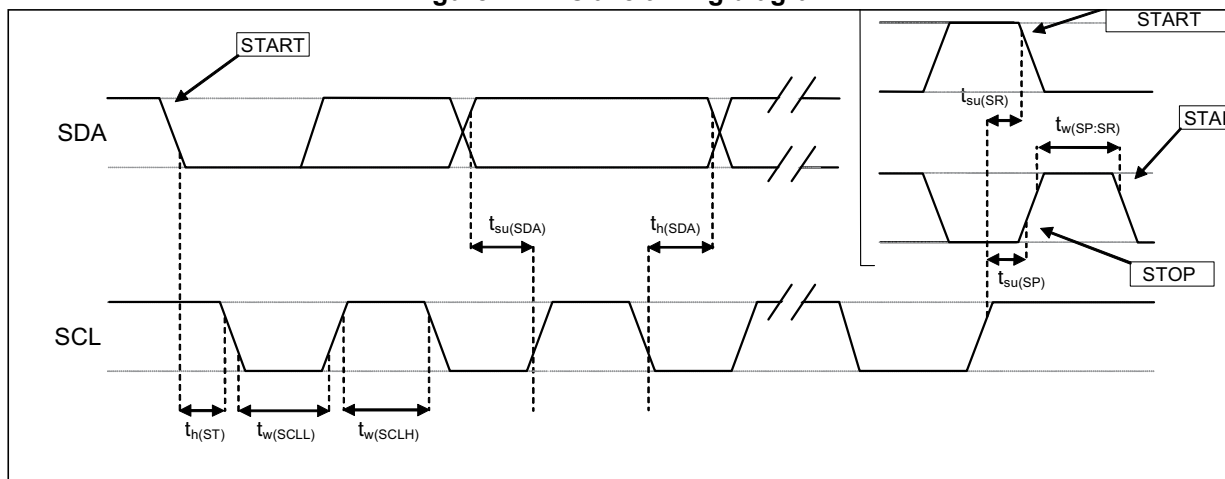 START
START
SDA
t_su(SR)
t_w(SP:SR)
t_su(SDA)
t_h(SDA)
t_su(SP)
STOP
SCL
t_h(ST)
t_w(SCLL)
t_w(SCLH)